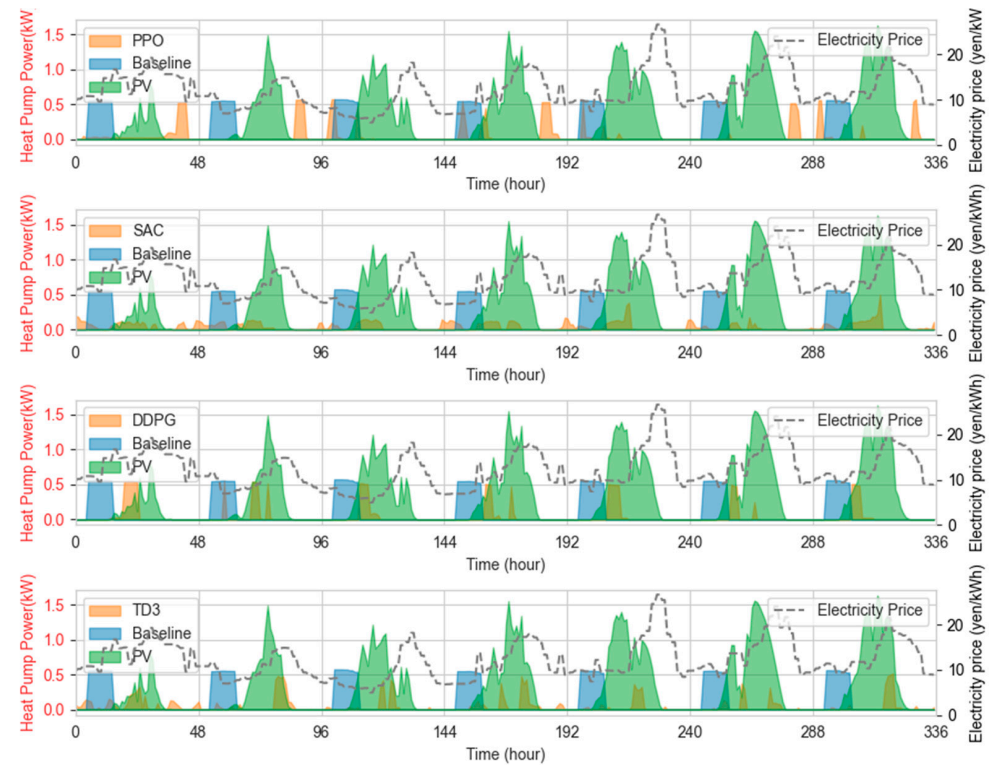 Heat Pump Power(kW)
Electricity price (yen/kW
1.5
1.0
0.5
0.0
PPO
Baseline
PV
Electricity Price
20
10
0
0 48 96 144 192 240 288 336
Time (hour)
Heat Pump Power(kW)
Electricity price (yen/kWh)
1.5
1.0
0.5
0.0
SAC
Baseline
PV
Electricity Price
20
10
0
0 48 96 144 192 240 288 336
Time (hour)
Heat Pump Power(kW)
Electricity price (yen/kWh)
1.5
1.0
0.5
0.0
DDPG
Baseline
PV
Electricity Price
20
10
0
0 48 96 144 192 240 288 336
Time (hour)
Heat Pump Power(kW)
Electricity price (yen/kWh)
1.5
1.0
0.5
0.0
TD3
Baseline
PV
Electricity Price
20
10
0
0 48 96 144 192 240 288 336
Time (hour)